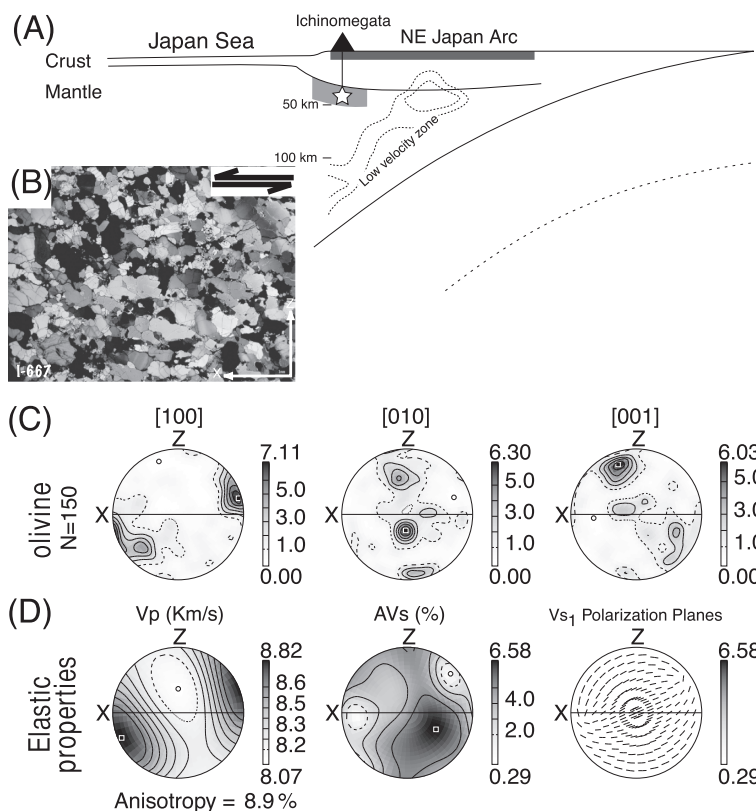 (A)
Ichinomegata
Japan Sea
NE Japan Arc
Crust
Mantle
50 km
100 km
Low velocity zone
(B)
I-667
X
(C)
[100]
[010]
[001]
Z
Z
Z
olivine
N=150
X
X
X
7.11
5.0
3.0
1.0
0.00
6.30
5.0
3.0
1.0
0.00
6.03
5.0
3.0
1.0
0.00
(D)
Vp (Km/s)
AVs (%)
Vs1 Polarization Planes
Z
Z
Z
Elastic
properties
X
X
X
8.82
8.6
8.5
8.3
8.2
8.07
6.58
4.0
2.0
0.29
6.58
0.29
Anisotropy = 8.9%